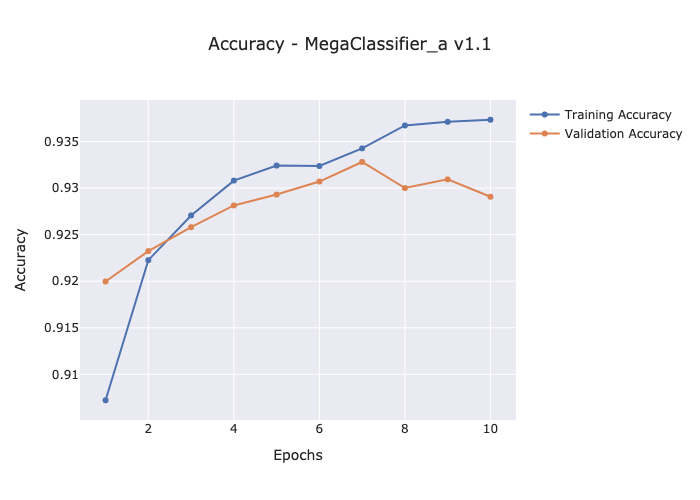 Accuracy - MegaClassifier_a v1.1
Training Accuracy
Validation Accuracy
0.935
0.93
0.925
0.92
0.915
0.91
Accuracy
2 4 6 8 10
Epochs